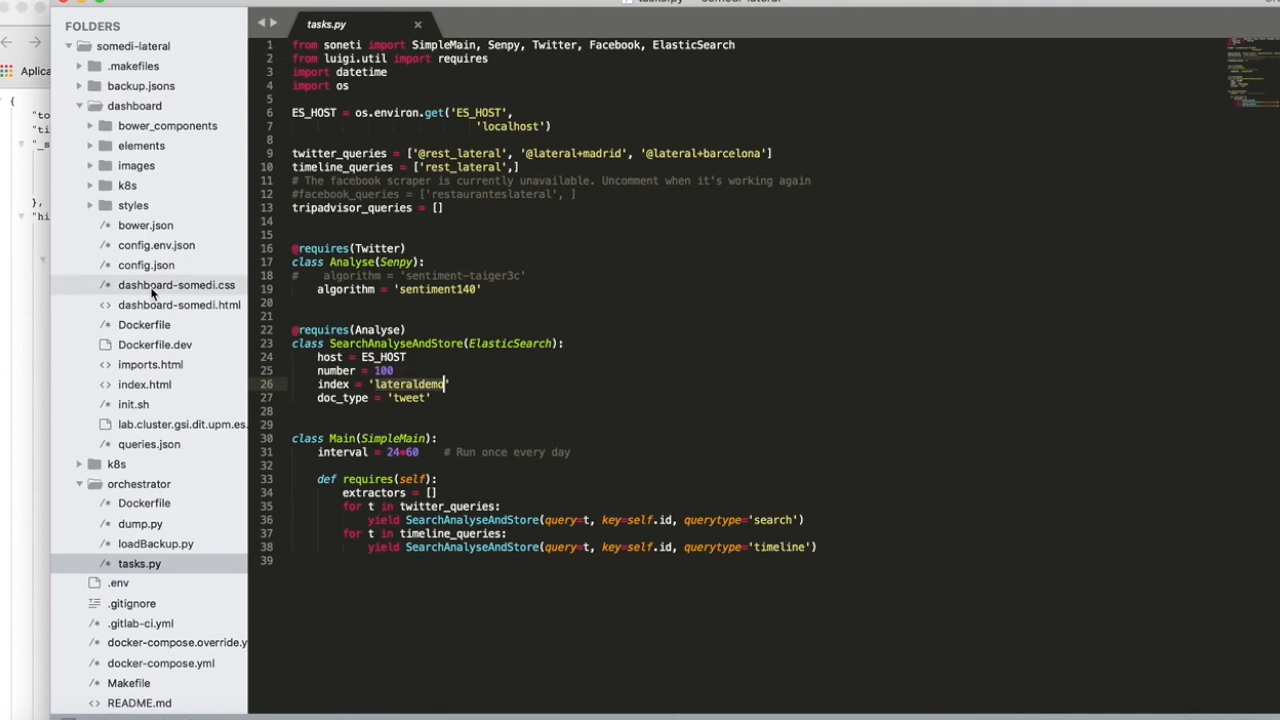 tasks.py — somedi-lateral
Aplica
{
"to
"ti
"_s
},
"hi
FOLDERS
somedi-lateral
.makefiles
backup.jsons
dashboard
bower_components
elements
images
k8s
styles
bower.json
config.env.json
config.json
dashboard-somedi.css
dashboard-somedi.html
Dockerfile
Dockerfile.dev
imports.html
index.html
init.sh
lab.cluster.gsi.dit.upm.es.
queries.json
k8s
orchestrator
Dockerfile
dump.py
loadBackup.py
tasks.py
.env
.gitignore
.gitlab-ci.yml
docker-compose.override.y
docker-compose.yml
Makefile
README.md
tasks.py ×
1 from soneti import SimpleMain, Senpy, Twitter, Facebook, ElasticSearch
2 from luigi.util import requires
3 import datetime
4 import os
5
6 ES_HOST = os.environ.get('ES_HOST',
7 'localhost')
8
9 twitter_queries = ['@rest_lateral', '@lateral+madrid', '@lateral+barcelona']
10 timeline_queries = ['rest_lateral',]
11 # The facebook scraper is currently unavailable. Uncomment when it's working again
12 #facebook_queries = ['restauranteslateral', ]
13 tripadvisor_queries = []
14
15
16 @requires(Twitter)
17 class Analyse(Senpy):
18 # algorithm = 'sentiment-taiger3c'
19 algorithm = 'sentiment140'
20
21
22 @requires(Analyse)
23 class SearchAnalyseAndStore(ElasticSearch):
24 host = ES_HOST
25 number = 100
26 index = 'lateraldemo'
27 doc_type = 'tweet'
28
29
30 class Main(SimpleMain):
31 interval = 24*60 # Run once every day
32
33 def requires(self):
34 extractors = []
35 for t in twitter_queries:
36 yield SearchAnalyseAndStore(query=t, key=self.id, querytype='search')
37 for t in timeline_queries:
38 yield SearchAnalyseAndStore(query=t, key=self.id, querytype='timeline')
39